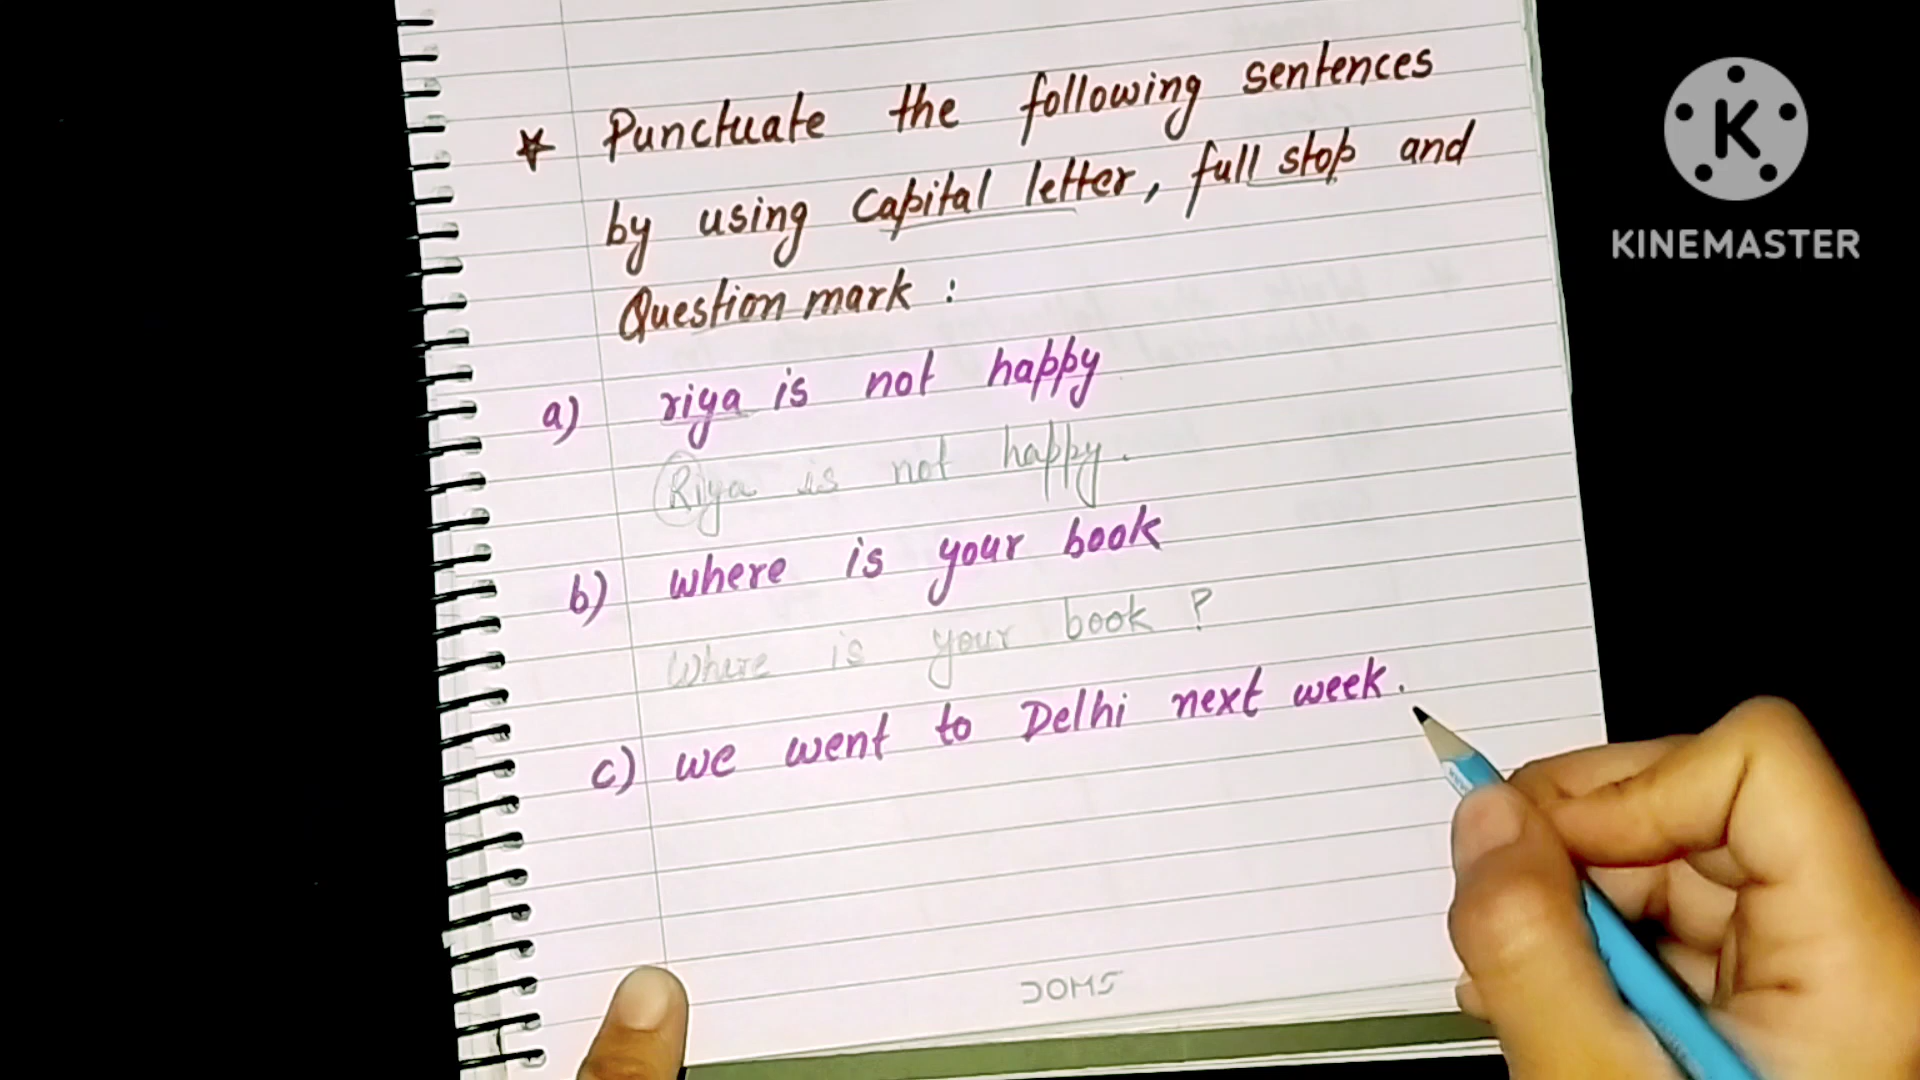 * Punctuate the following sentences
by using Capital letter, full stop and
Question mark :
a) riya is not happy
Riya is not happy.
b) where is your book
Where is your book ?
c) we went to Delhi next week.
DOMS
K
KINEMASTER